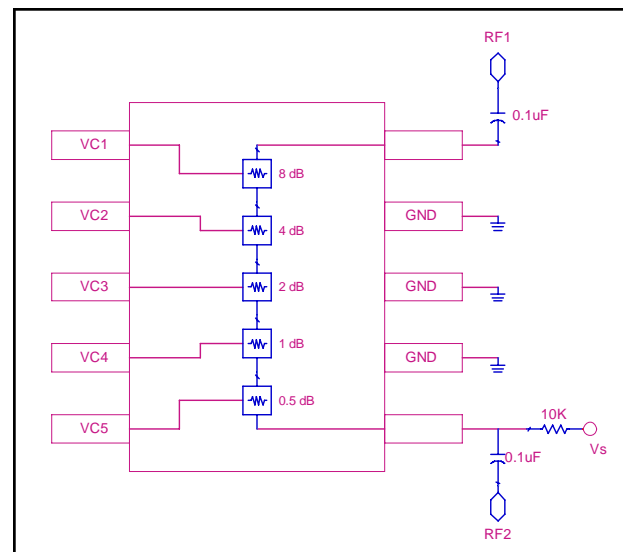 RF1
0.1uF
VC1
8 dB
VC2
4 dB
GND
VC3
2 dB
GND
VC4
1 dB
GND
VC5
0.5 dB
10K
Vs
0.1uF
RF2